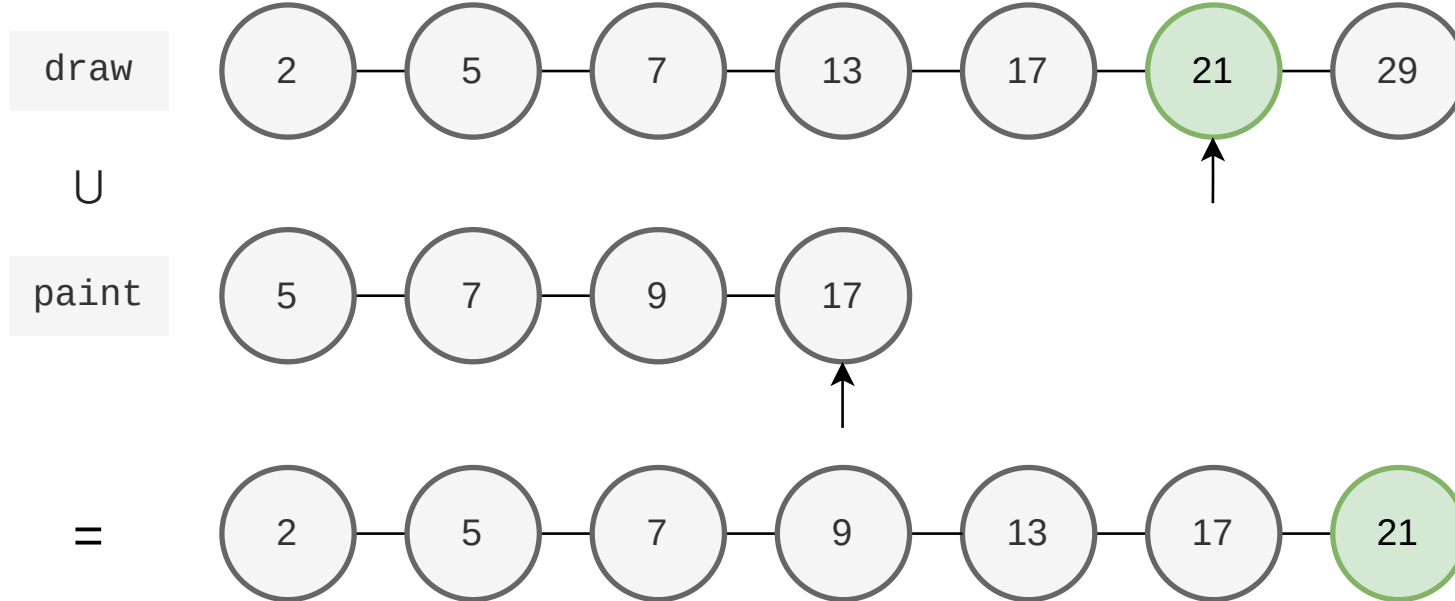 draw 2 5 7 13 17 21 29
∪
paint 5 7 9 17
= 2 5 7 9 13 17 21